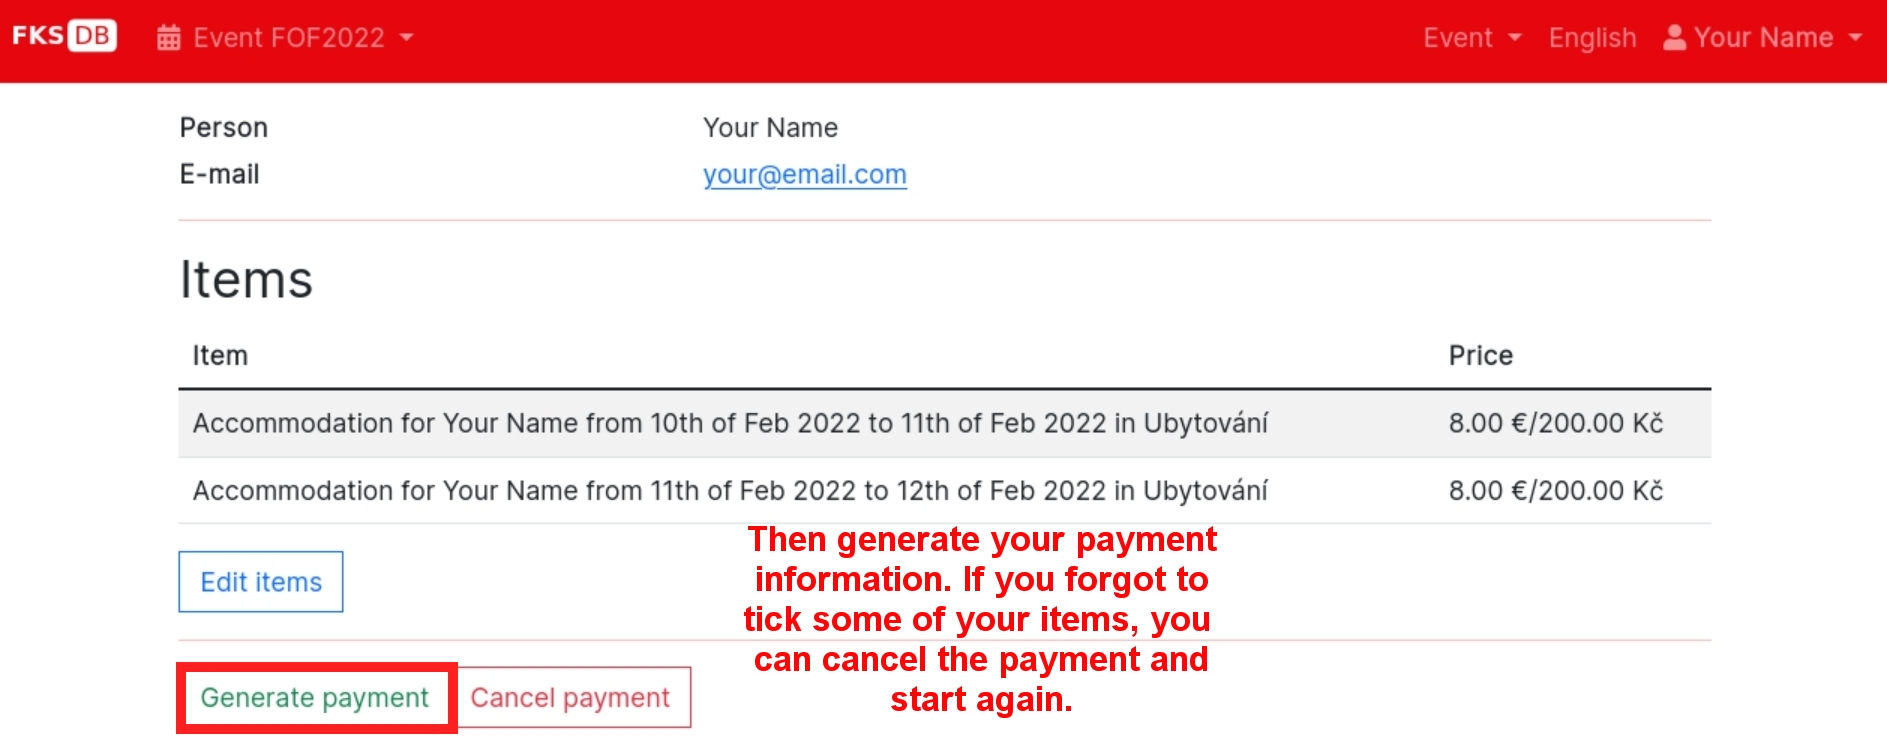 FKS DB Event FOF2022 Event English Your Name
Person Your Name
E-mail your@email.com
Items
Item Price
Accommodation for Your Name from 10th of Feb 2022 to 11th of Feb 2022 in Ubytování 8.00 €/200.00 Kč
Accommodation for Your Name from 11th of Feb 2022 to 12th of Feb 2022 in Ubytování 8.00 €/200.00 Kč
Edit items
Generate payment Cancel payment
Then generate your payment
information. If you forgot to
tick some of your items, you
can cancel the payment and
start again.